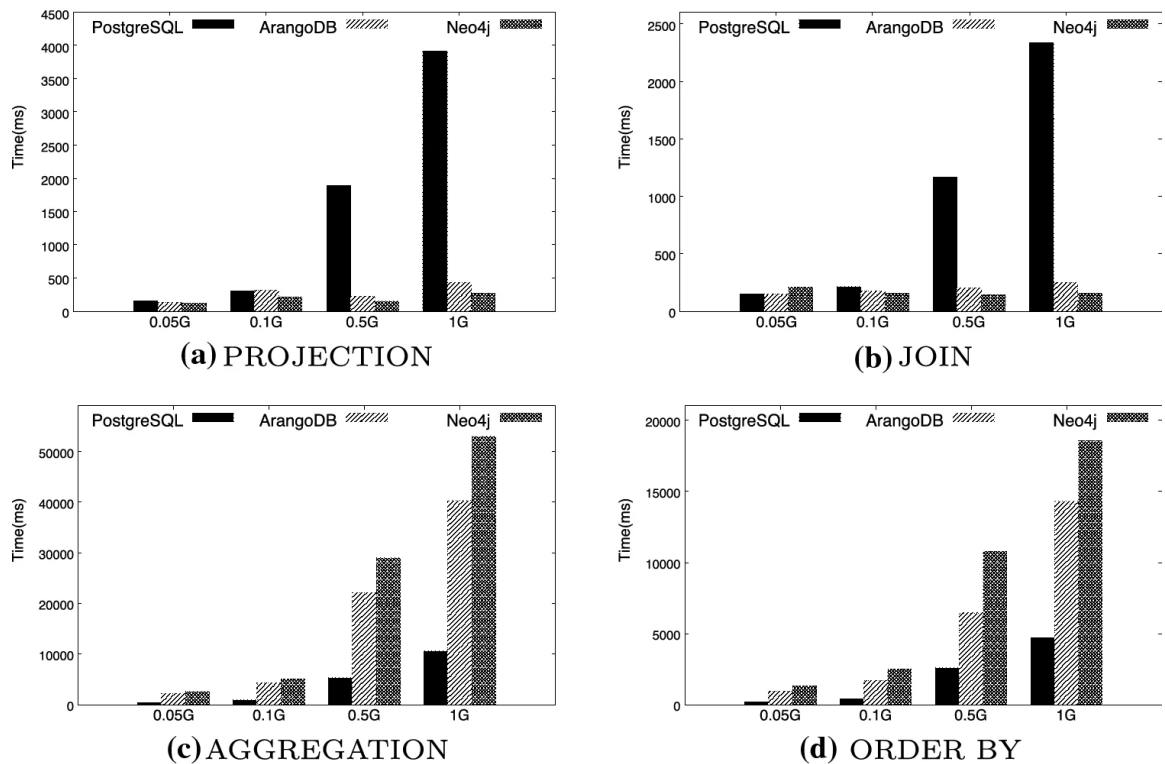 PostgreSQL ArangoDB Neo4j
4500
4000
3500
3000
2500
2000
1500
1000
500
0
Time(ms)
0.05G 0.1G 0.5G 1G
(a) PROJECTION
PostgreSQL ArangoDB Neo4j
2500
2000
1500
1000
500
0
Time(ms)
0.05G 0.1G 0.5G 1G
(b) JOIN
PostgreSQL ArangoDB Neo4j
50000
40000
30000
20000
10000
0
Time(ms)
0.05G 0.1G 0.5G 1G
(c) AGGREGATION
PostgreSQL ArangoDB Neo4j
20000
15000
10000
5000
0
Time(ms)
0.05G 0.1G 0.5G 1G
(d) ORDER BY